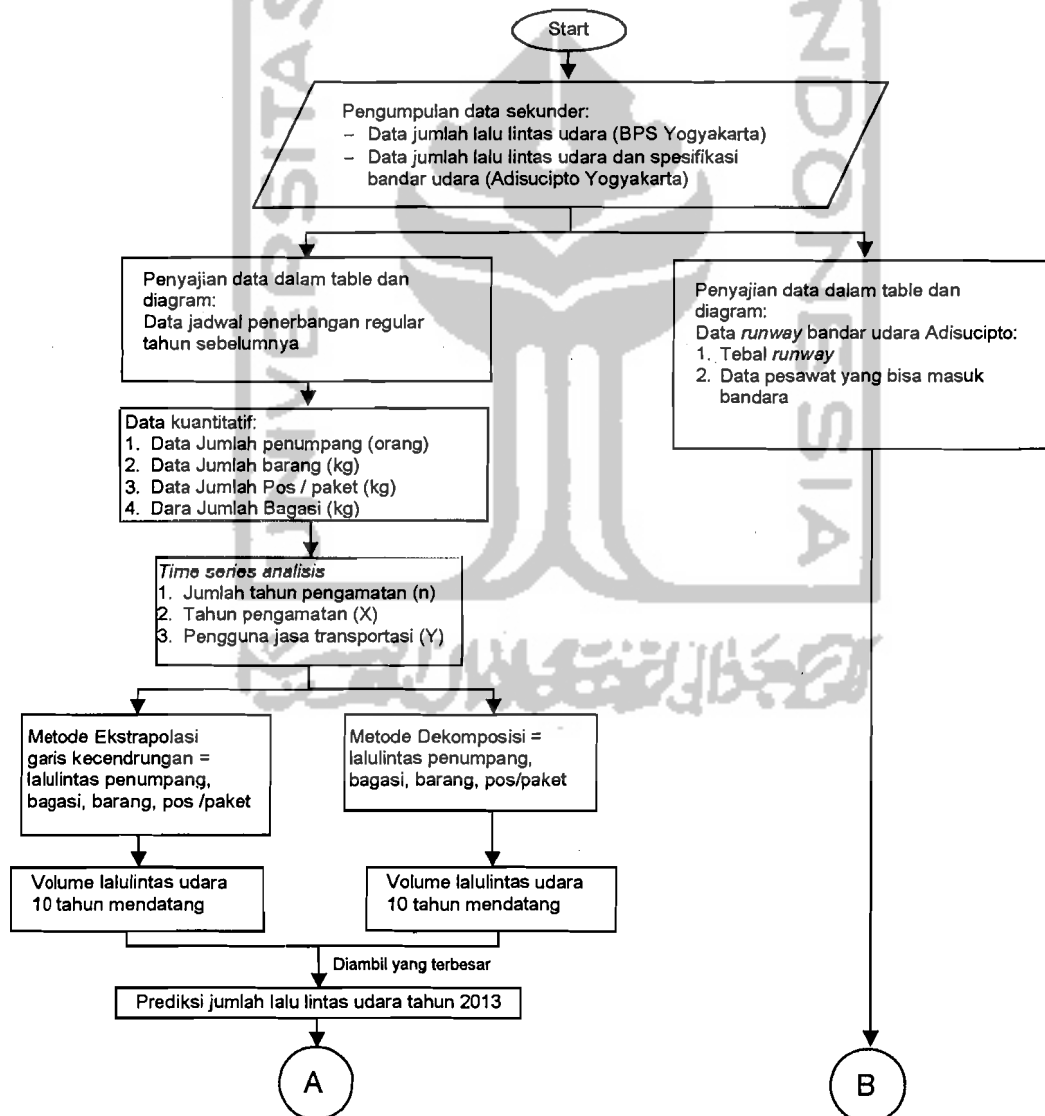 Start
Pengumpulan data sekunder:
– Data jumlah lalu lintas udara (BPS Yogyakarta)
– Data jumlah lalu lintas udara dan spesifikasi
bandar udara (Adisucipto Yogyakarta)
Penyajian data dalam table dan
diagram:
Data jadwal penerbangan regular
tahun sebelumnya
Penyajian data dalam table dan
diagram:
Data runway bandar udara Adisucipto:
1. Tebal runway
2. Data pesawat yang bisa masuk
bandara
Data kuantitatif:
1. Data Jumlah penumpang (orang)
2. Data Jumlah barang (kg)
3. Data Jumlah Pos / paket (kg)
4. Dara Jumlah Bagasi (kg)
Time series analisis
1. Jumlah tahun pengamatan (n)
2. Tahun pengamatan (X)
3. Pengguna jasa transportasi (Y)
Metode Ekstrapolasi
garis kecendrungan =
lalulintas penumpang,
bagasi, barang, pos /paket
Metode Dekomposisi =
lalulintas penumpang,
bagasi, barang, pos/paket
Volume lalulintas udara
10 tahun mendatang
Volume lalulintas udara
10 tahun mendatang
Diambil yang terbesar
Prediksi jumlah lalu lintas udara tahun 2013
A
B
UNIVERSITAS
INDONESIA